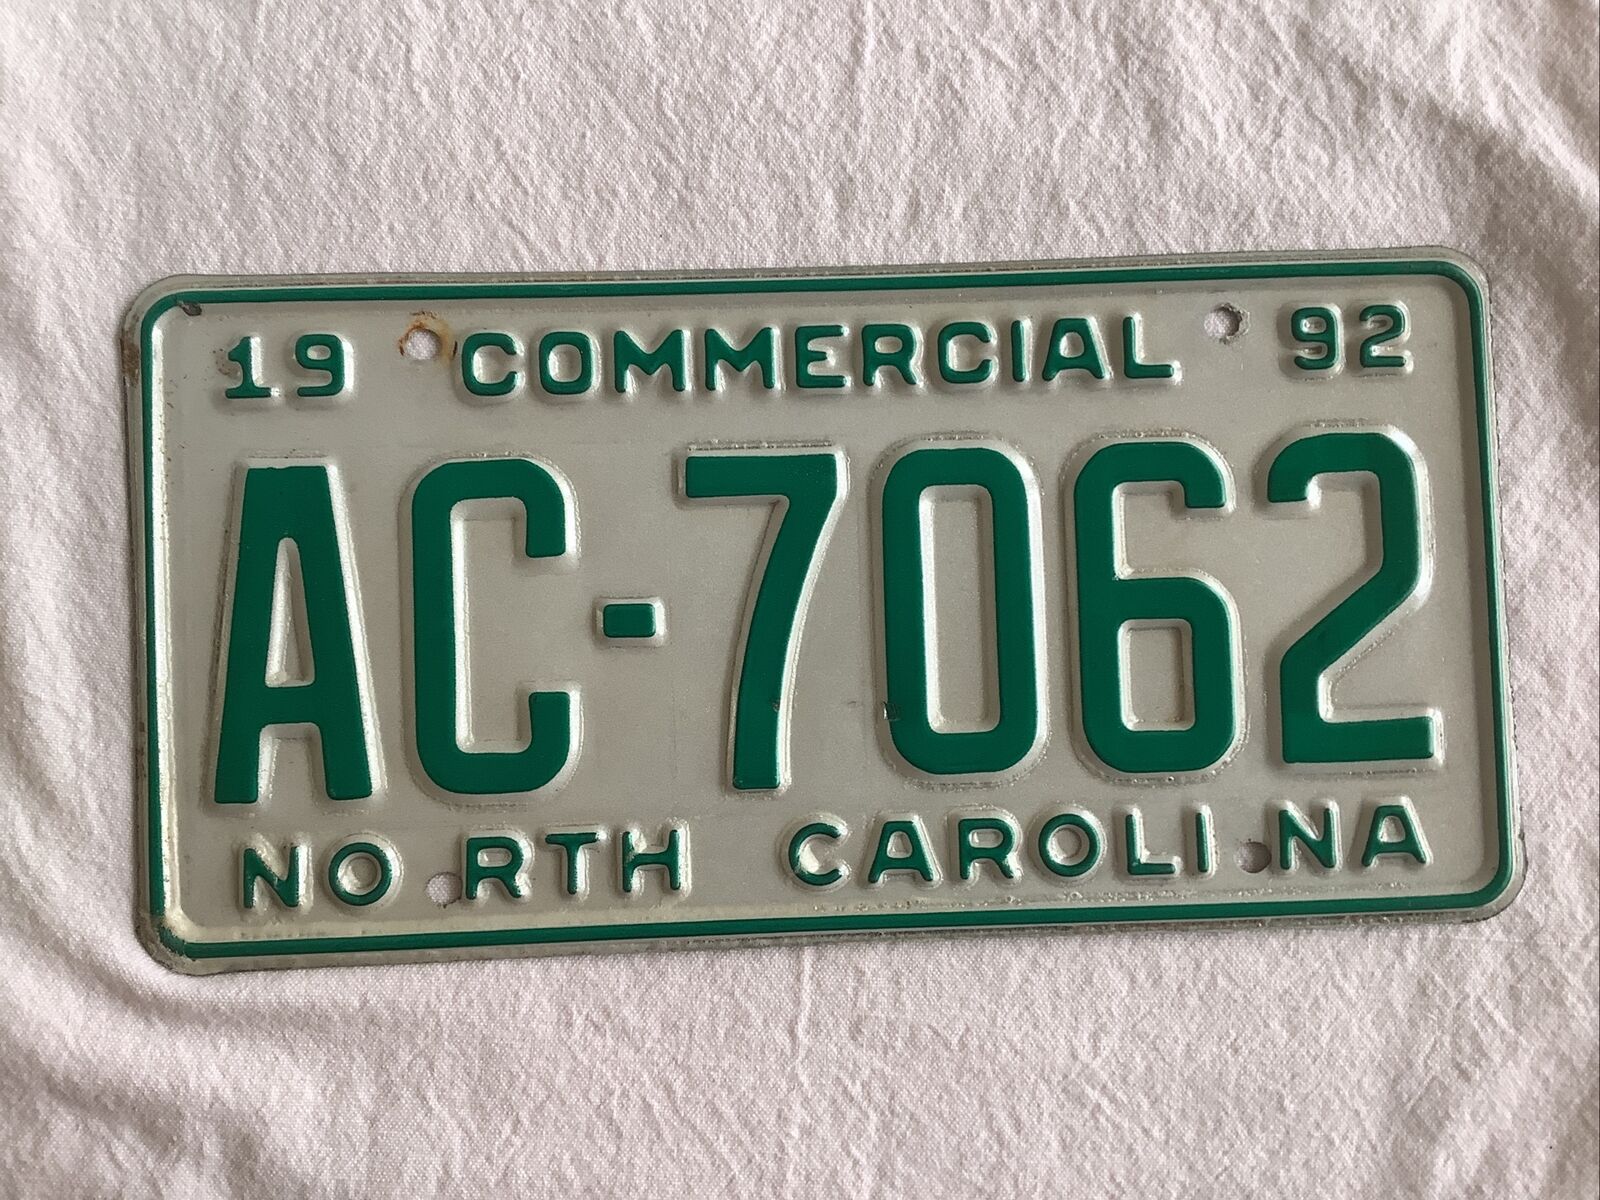 19 COMMERCIAL 92
AC-7062
NORTH CAROLINA